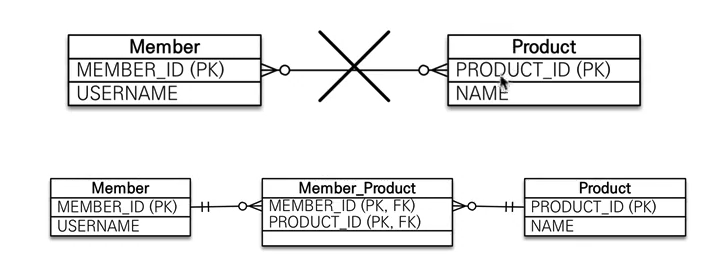 Member
MEMBER_ID (PK)
USERNAME
Product
PRODUCT_ID (PK)
NAME
Member
MEMBER_ID (PK)
USERNAME
Member_Product
MEMBER_ID (PK, FK)
PRODUCT_ID (PK, FK)
Product
PRODUCT_ID (PK)
NAME